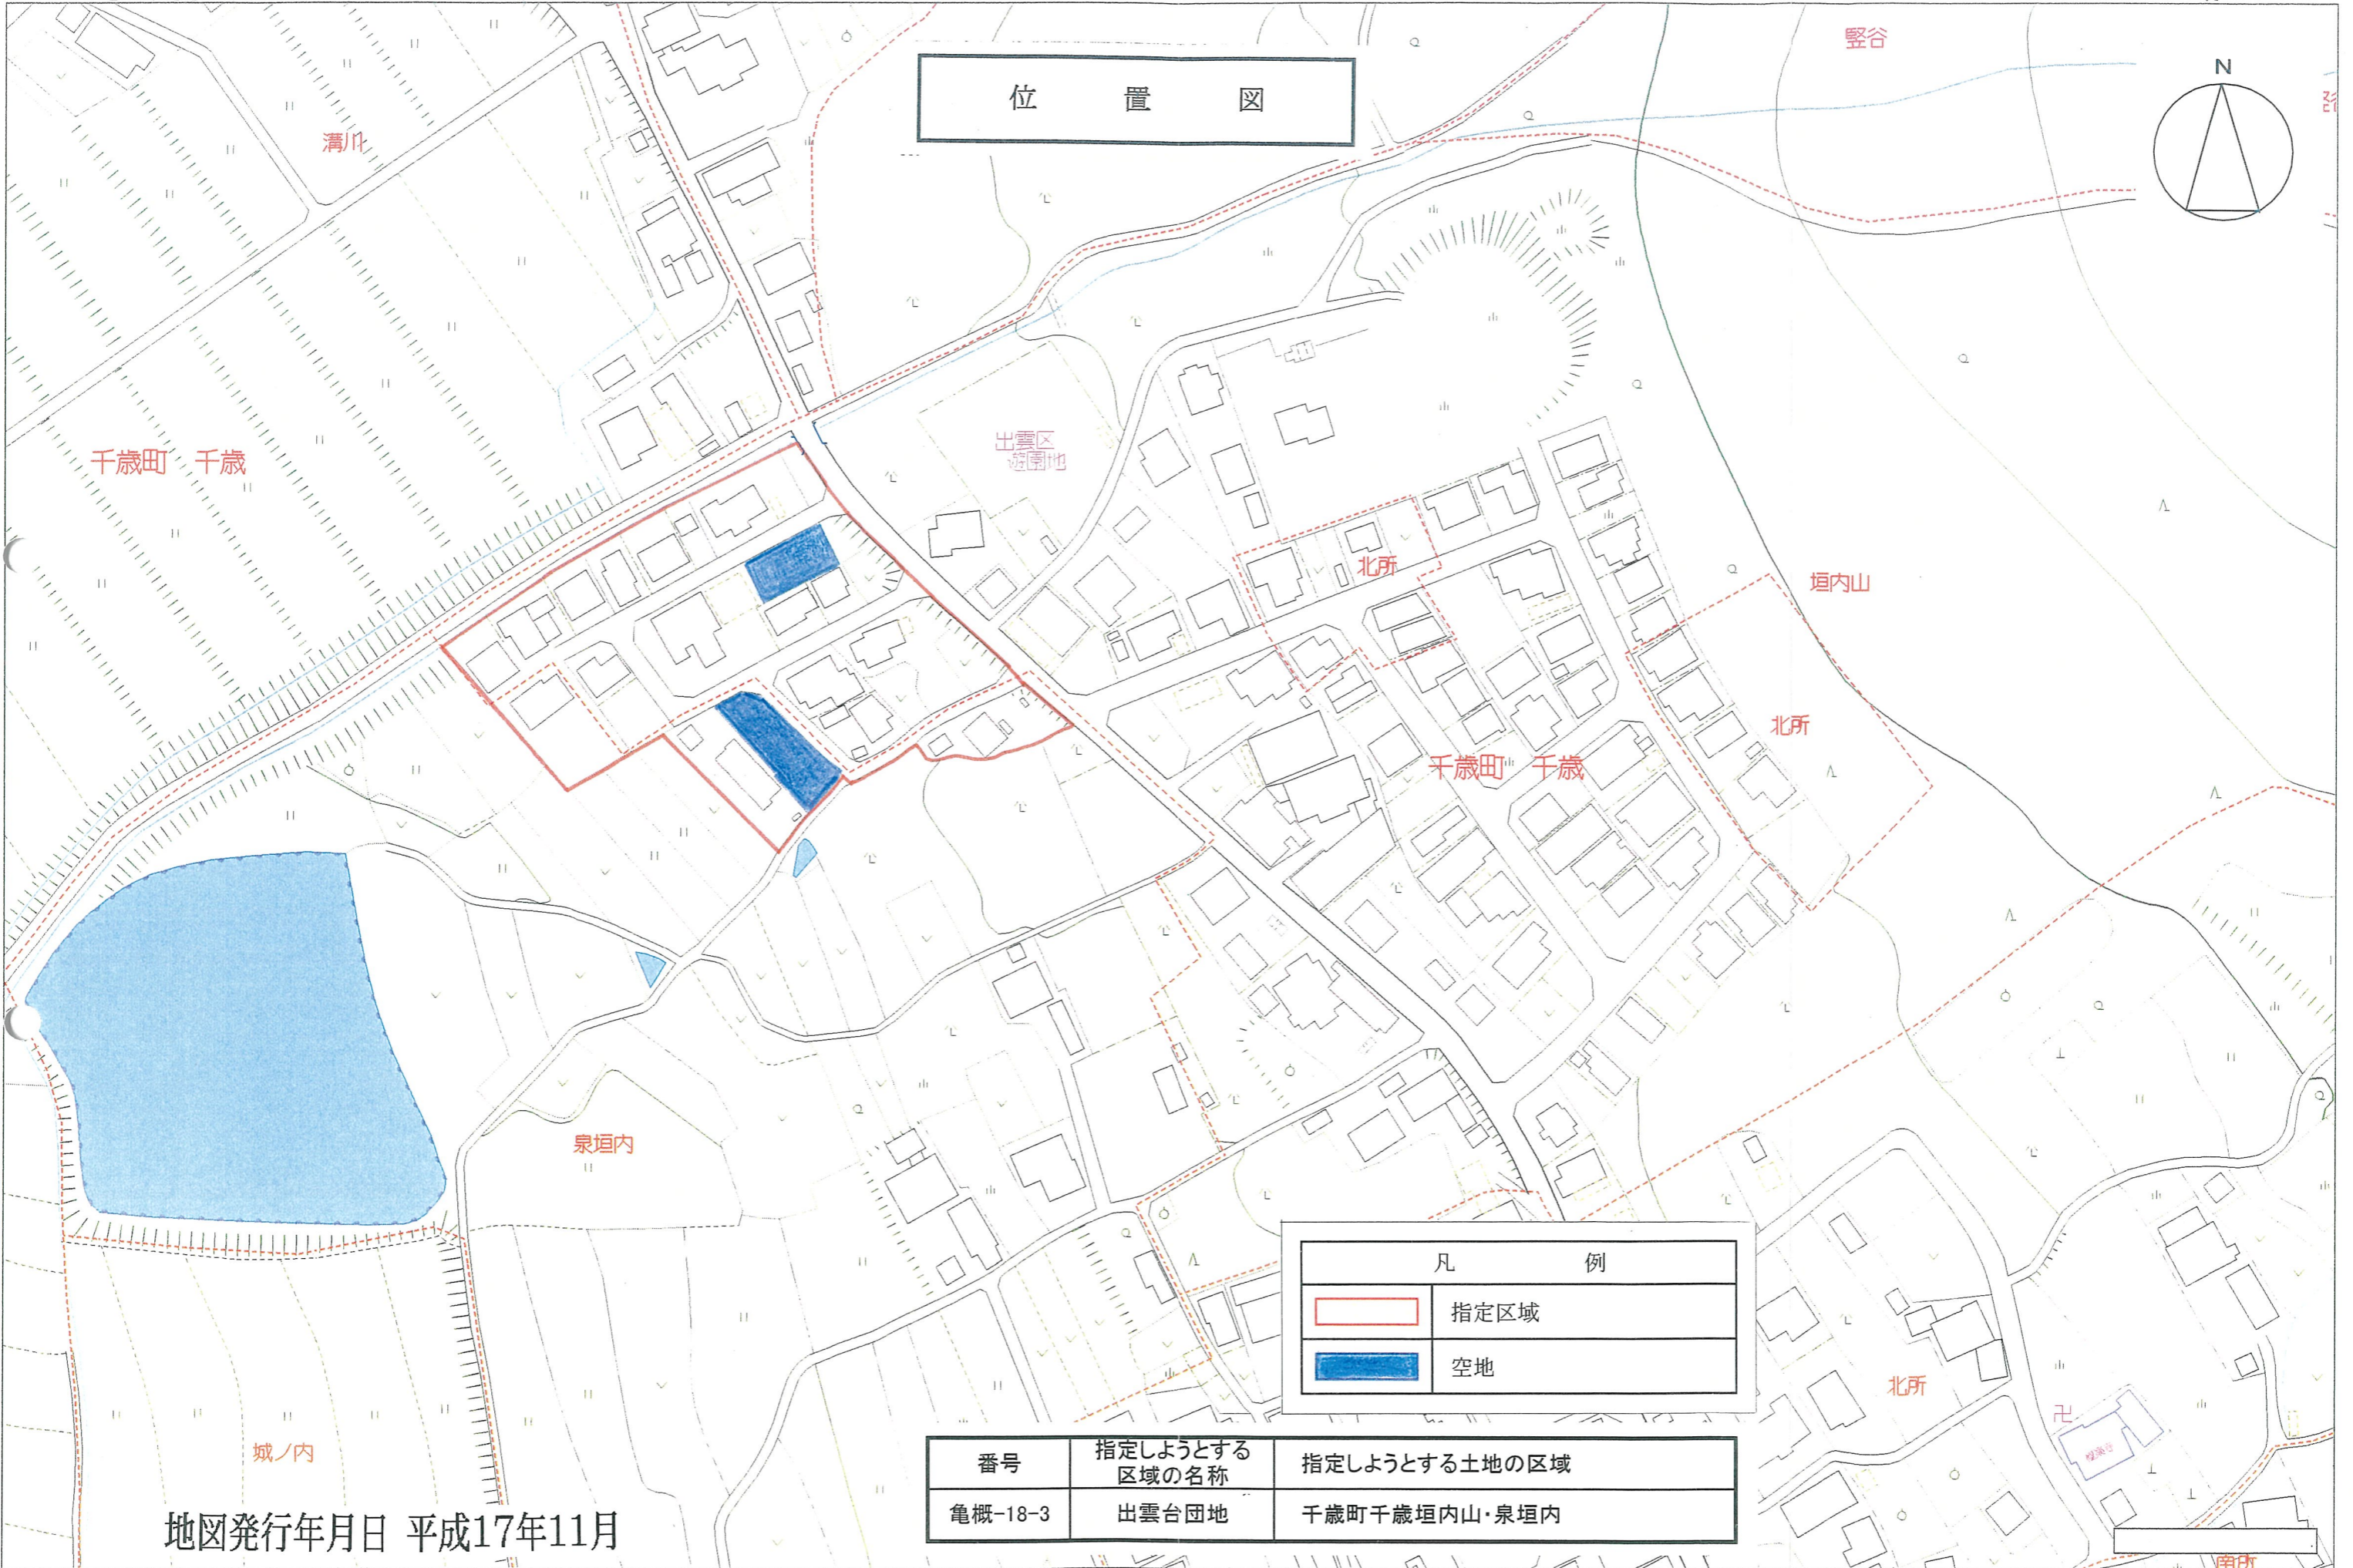 竪谷
N
位置図
溝川
千歳町 千歳
出雲区
遊園地
北所
垣内山
北所
千歳町 千歳
泉垣内
凡例
指定区域
空地
北所
城ノ内
番号 指定しようとする区域の名称 指定しようとする土地の区域
亀概-18-3 出雲台団地 千歳町千歳垣内山・泉垣内
地図発行年月日 平成17年11月
南所